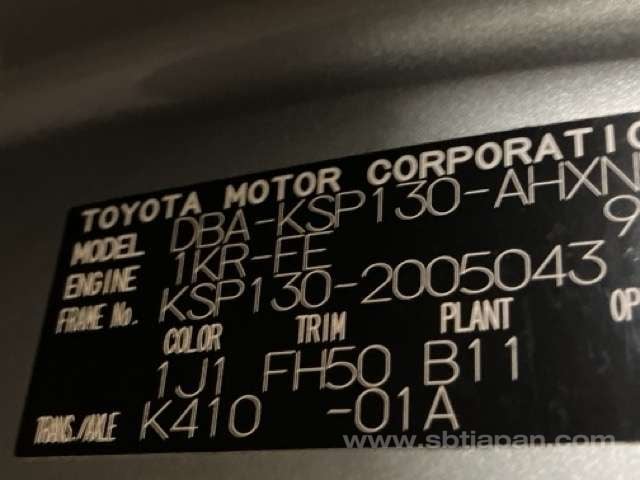 TOYOTA MOTOR CORPORATIO
MODEL DBA-KSP130-AHXN
ENGINE 1KR-FE 9
FRAME No. KSP130-2005043
COLOR TRIM PLANT OP
1J1 FH50 B11
TRANS./AXLE K410 -01A
www.sbtjapan.com